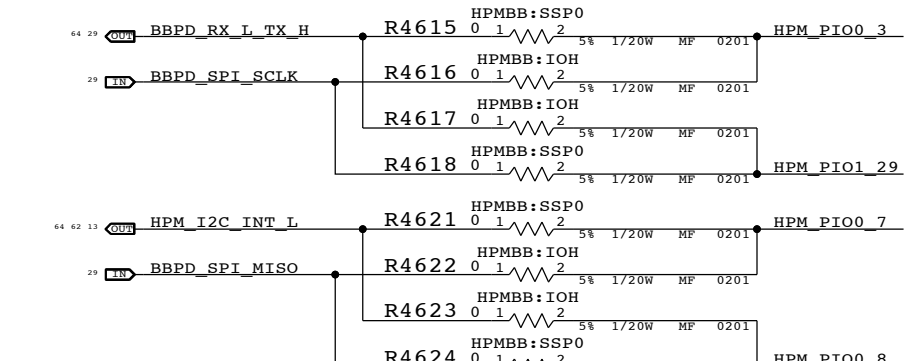 HPMBB:SSP0
64 29 OUT BBPD_RX_L_TX_H R4615 0 1 2 HPM_PIO0_3
5% 1/20W MF 0201
HPMBB:IOH
29 IN BBPD_SPI_SCLK R4616 0 1 2
5% 1/20W MF 0201
HPMBB:IOH
R4617 0 1 2
5% 1/20W MF 0201
HPMBB:SSP0
R4618 0 1 2 HPM_PIO1_29
5% 1/20W MF 0201
HPMBB:SSP0
64 62 13 OUT HPM_I2C_INT_L R4621 0 1 2 HPM_PIO0_7
5% 1/20W MF 0201
HPMBB:IOH
29 IN BBPD_SPI_MISO R4622 0 1 2
5% 1/20W MF 0201
HPMBB:IOH
R4623 0 1 2
5% 1/20W MF 0201
HPMBB:SSP0
R4624 0 1 2 HPM_PIO0_8